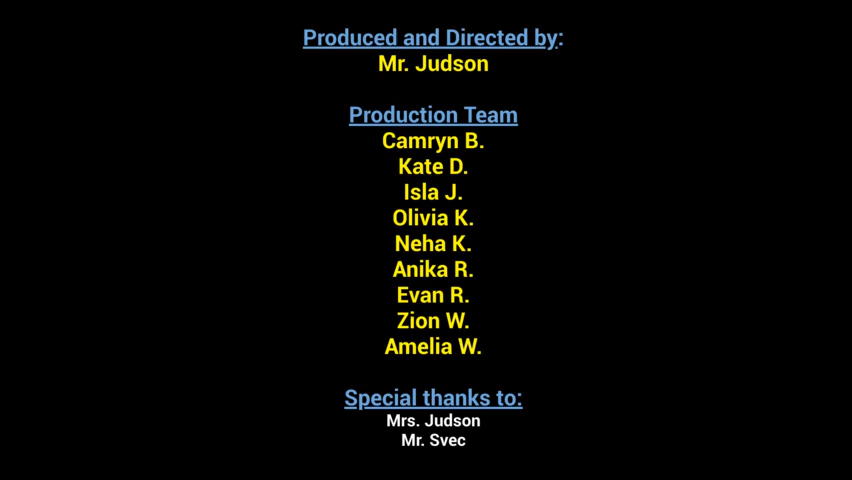 Produced and Directed by:
Mr. Judson
Production Team
Camryn B.
Kate D.
Isla J.
Olivia K.
Neha K.
Anika R.
Evan R.
Zion W.
Amelia W.
Special thanks to:
Mrs. Judson
Mr. Svec